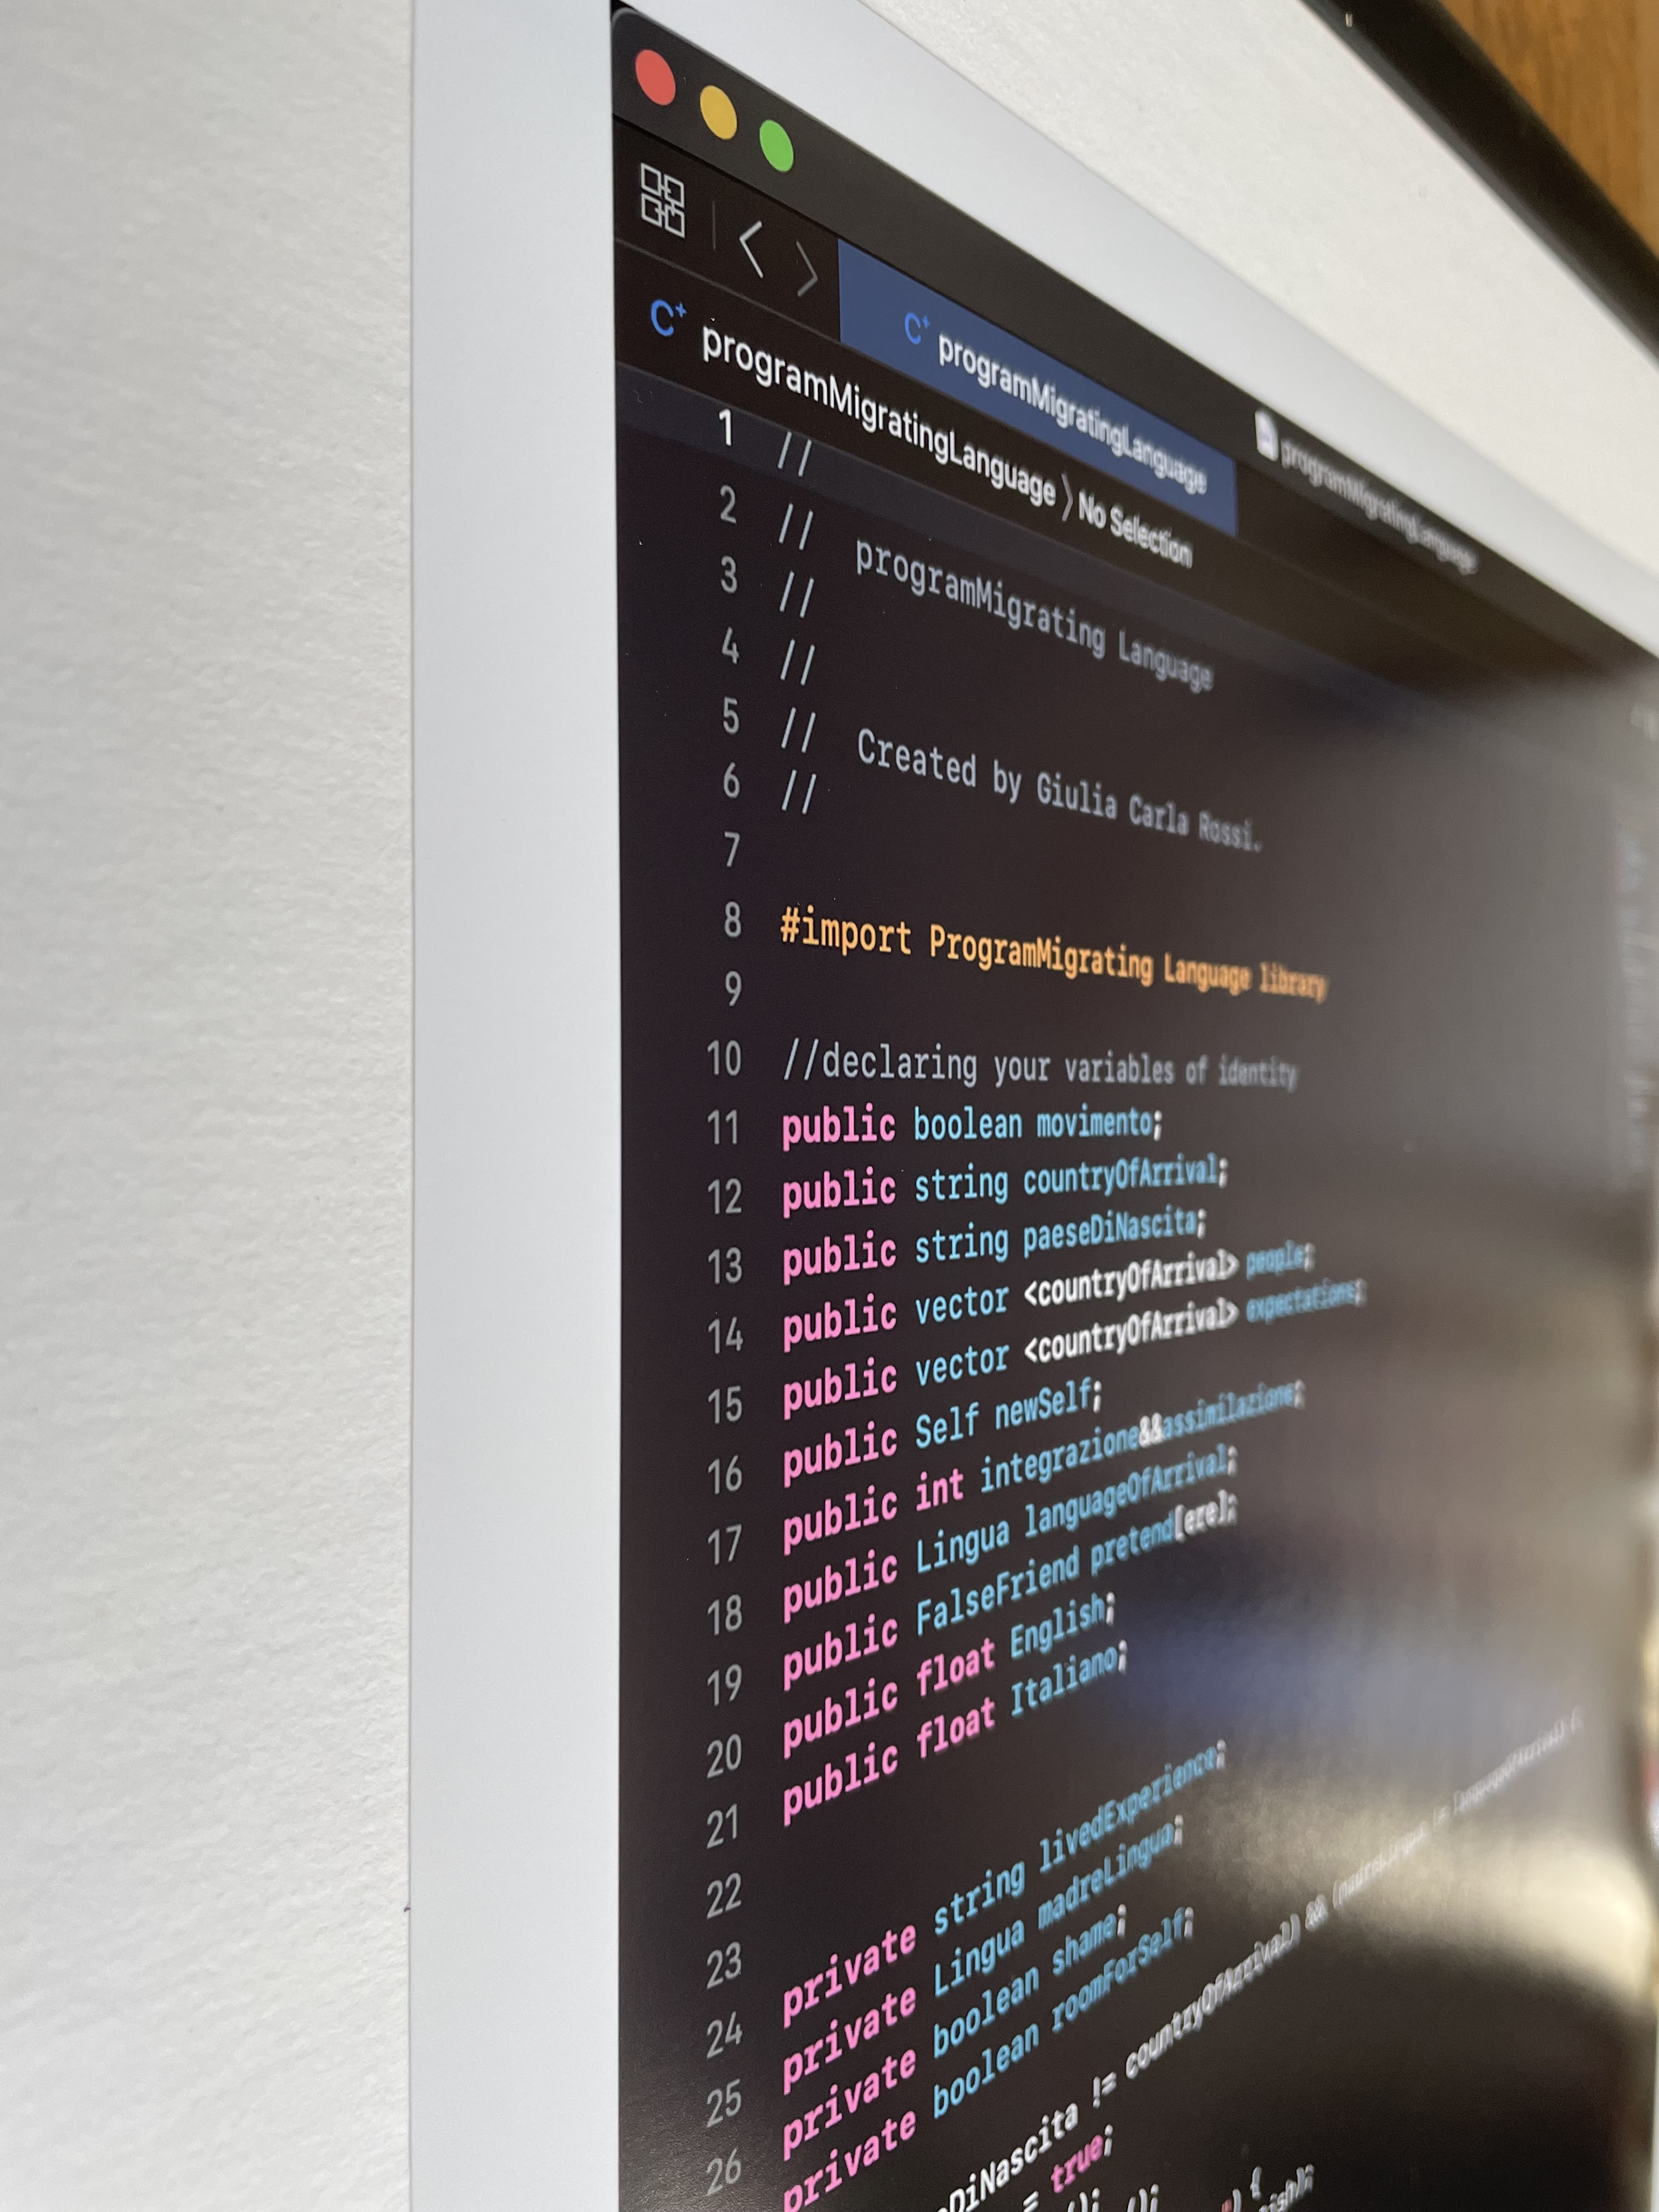 C+ programMigratingLanguage
programMigratingLanguage
C+ programMigratingLanguage 〉 No Selection
1 //
2 // programMigrating Language
3 //
4 //
5 // Created by Giulia Carla Rossi.
6 //
7
8 #import ProgramMigrating Language library
9
10 //declaring your variables of identity
11 public boolean movimento;
12 public string countryOfArrival;
13 public string paeseDiNascita;
14 public vector <countryOfArrival> people;
15 public vector <countryOfArrival> expectations;
16 public Self newSelf;
17 public int integrazione&&assimilazione;
18 public Lingua languageOfArrival;
19 public FalseFriend pretend[ere];
20 public float English;
21 public float Italiano;
22
23 private string livedExperience;
24 private Lingua madreLingua;
25 private boolean shame;
26 private boolean roomForSelf;
DiNascita != countryOfArrival) && (madreLingua != languageOfArrival) {
= true;
();